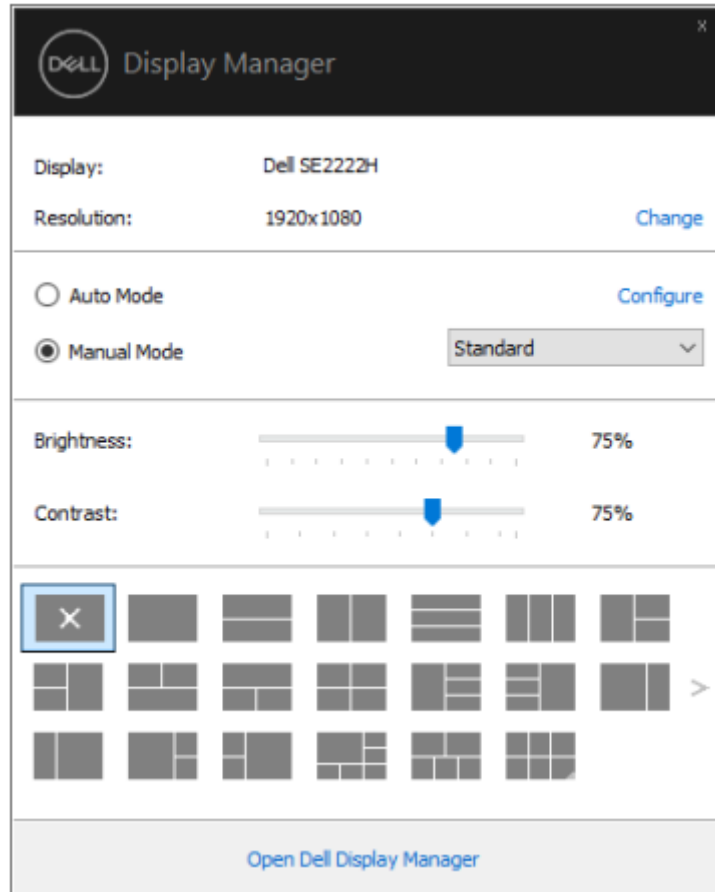 x
DELL Display Manager
Display: Dell SE2222H
Resolution: 1920x1080 Change
Auto Mode Configure
Manual Mode Standard
Brightness: 75%
Contrast: 75%
Open Dell Display Manager